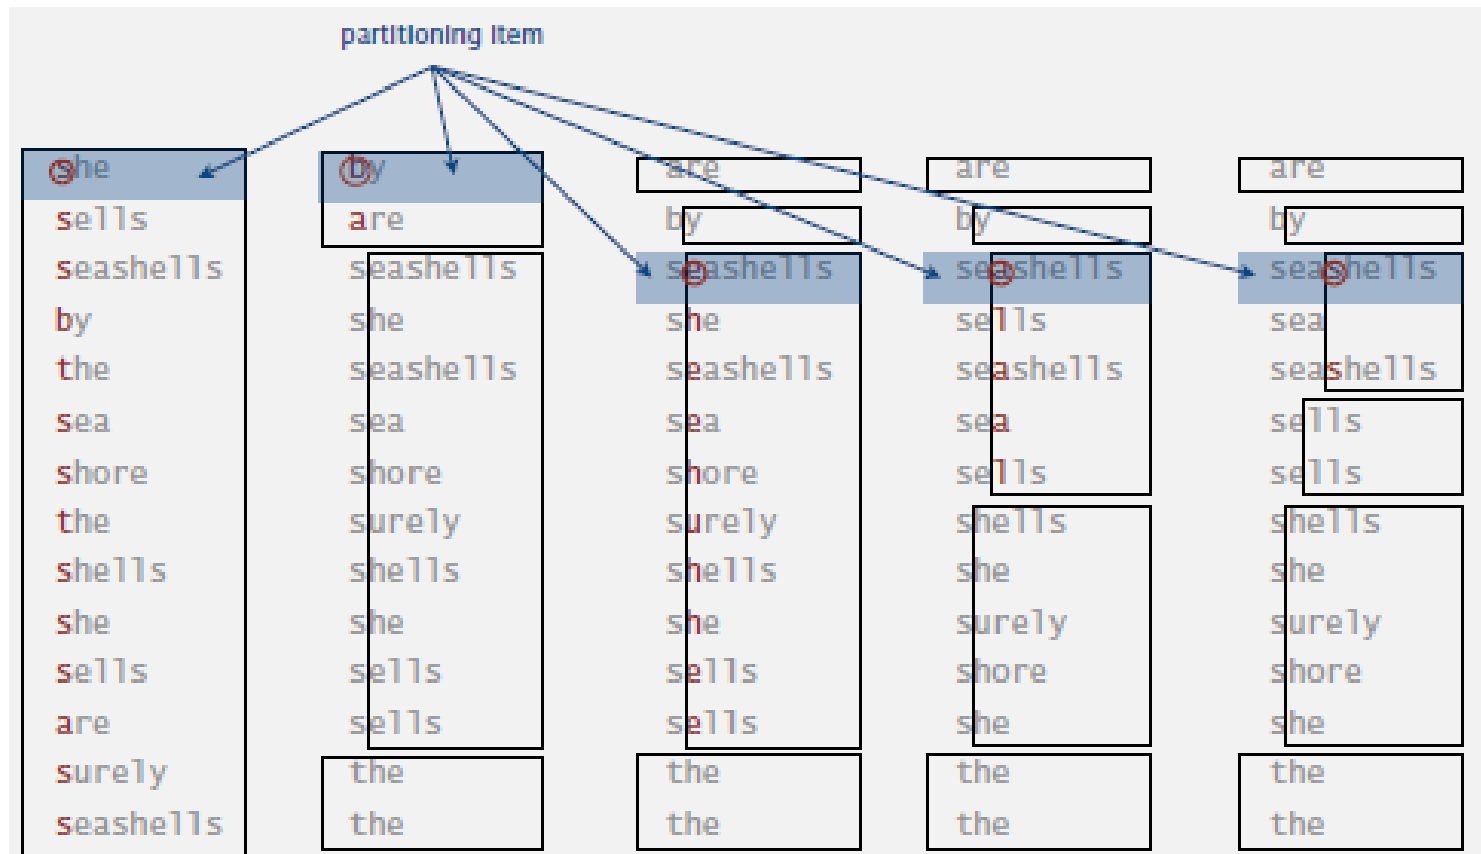 partitioning item
she by are are are
sells are by by by
seashells seashells seashells seashells seashells
by she she sells sea
the seashells seashells seashells seashells
sea sea sea sea sells
shore shore shore sells sells
the surely surely shells shells
shells shells shells she she
she she she surely surely
sells sells sells shore shore
are sells sells she she
surely the the the the
seashells the the the the